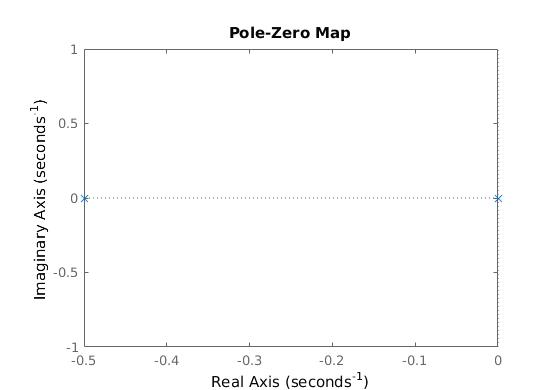 Pole-Zero Map
1
0.5
0
-0.5
-1
Imaginary Axis (seconds⁻¹)
-0.5 -0.4 -0.3 -0.2 -0.1 0
Real Axis (seconds⁻¹)